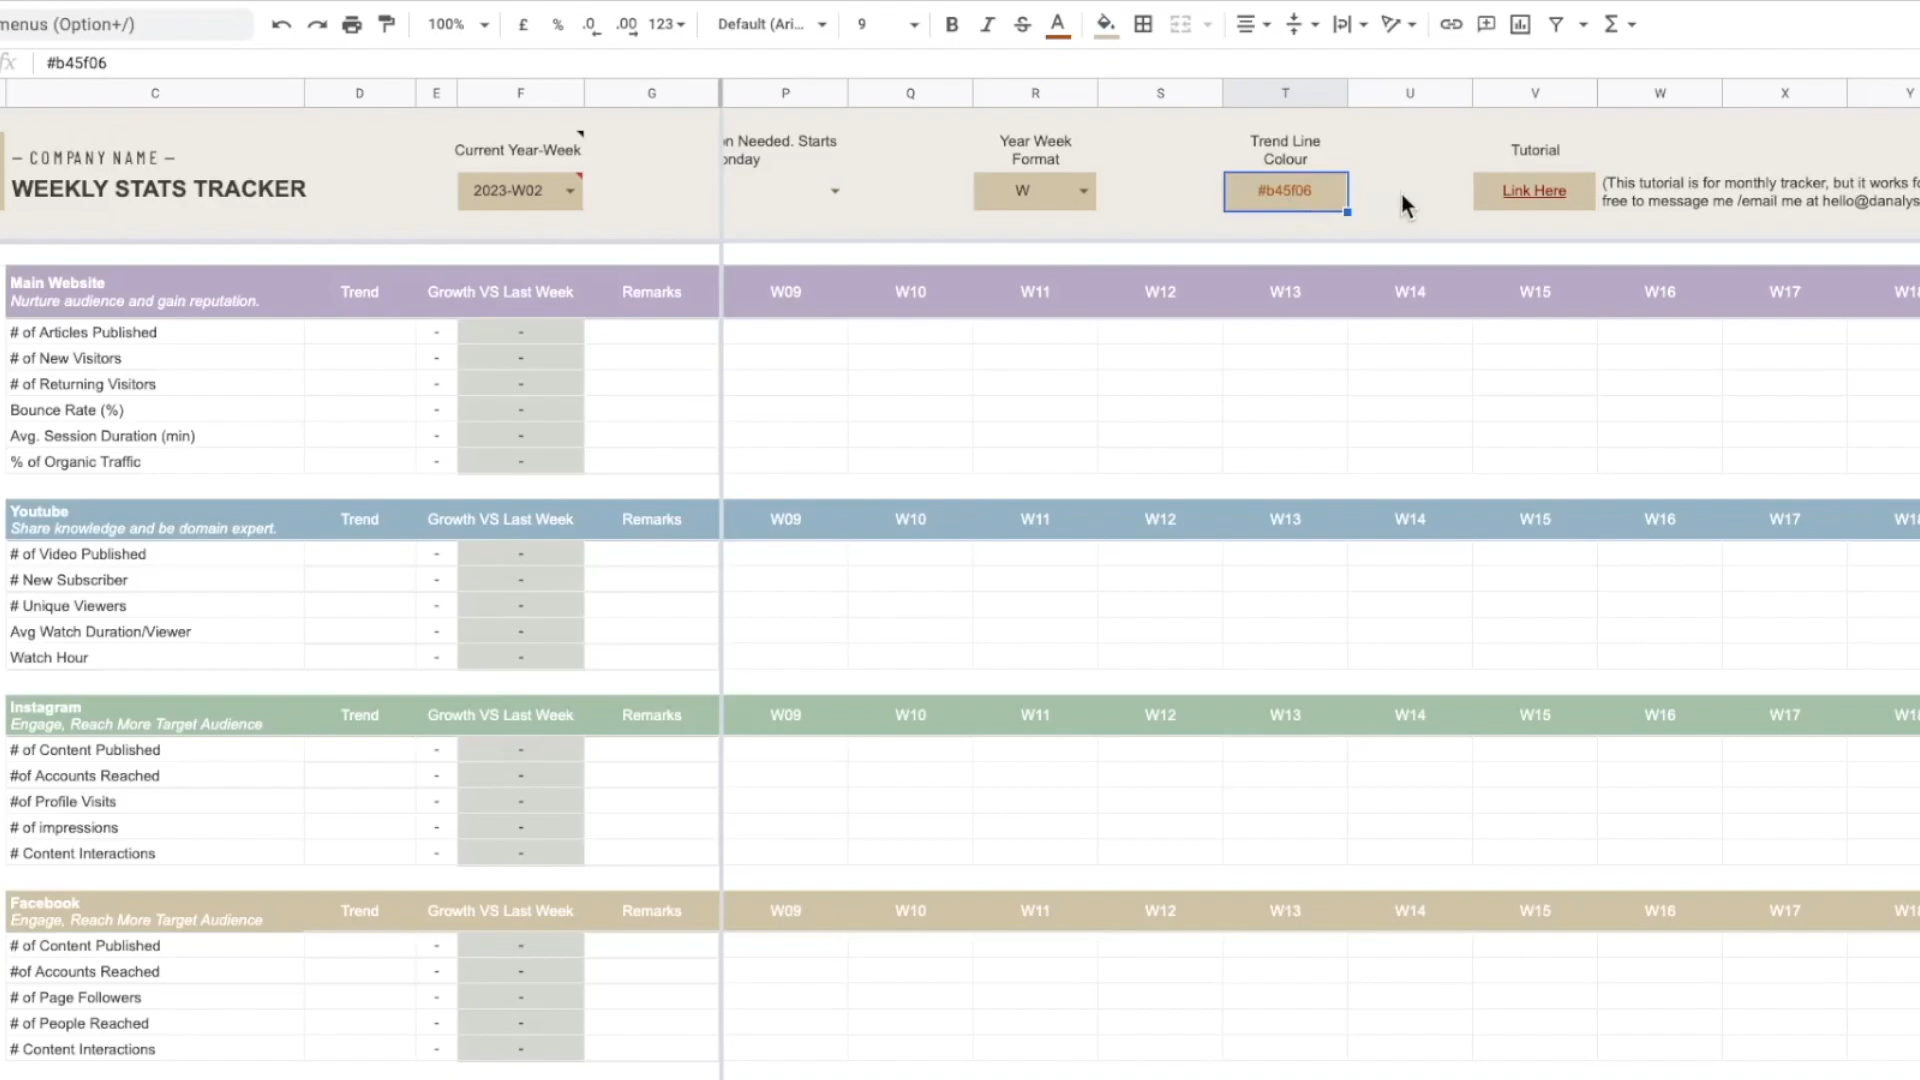 menus (Option+/)
100%
£
%
.0
.00
123
Default (Ari...
9
B
I
S
A
Σ
fx
#b45f06
C D E F G P Q R S T U V W X Y
— COMPANY NAME —
WEEKLY STATS TRACKER
Current Year-Week
2023-W02
n Needed. Starts
onday
Year Week
Format
W
Trend Line
Colour
#b45f06
Tutorial
Link Here
(This tutorial is for monthly tracker, but it works fo
free to message me /email me at hello@danalys
Main Website
Nurture audience and gain reputation.
Trend Growth VS Last Week Remarks W09 W10 W11 W12 W13 W14 W15 W16 W17 W18
# of Articles Published - -
# of New Visitors - -
# of Returning Visitors - -
Bounce Rate (%) - -
Avg. Session Duration (min) - -
% of Organic Traffic - -
Youtube
Share knowledge and be domain expert.
Trend Growth VS Last Week Remarks W09 W10 W11 W12 W13 W14 W15 W16 W17 W18
# of Video Published - -
# New Subscriber - -
# Unique Viewers - -
Avg Watch Duration/Viewer - -
Watch Hour - -
Instagram
Engage, Reach More Target Audience
Trend Growth VS Last Week Remarks W09 W10 W11 W12 W13 W14 W15 W16 W17 W18
# of Content Published - -
#of Accounts Reached - -
#of Profile Visits - -
# of impressions - -
# Content Interactions - -
Facebook
Engage, Reach More Target Audience
Trend Growth VS Last Week Remarks W09 W10 W11 W12 W13 W14 W15 W16 W17 W18
# of Content Published - -
#of Accounts Reached - -
# of Page Followers - -
# of People Reached - -
# Content Interactions - -